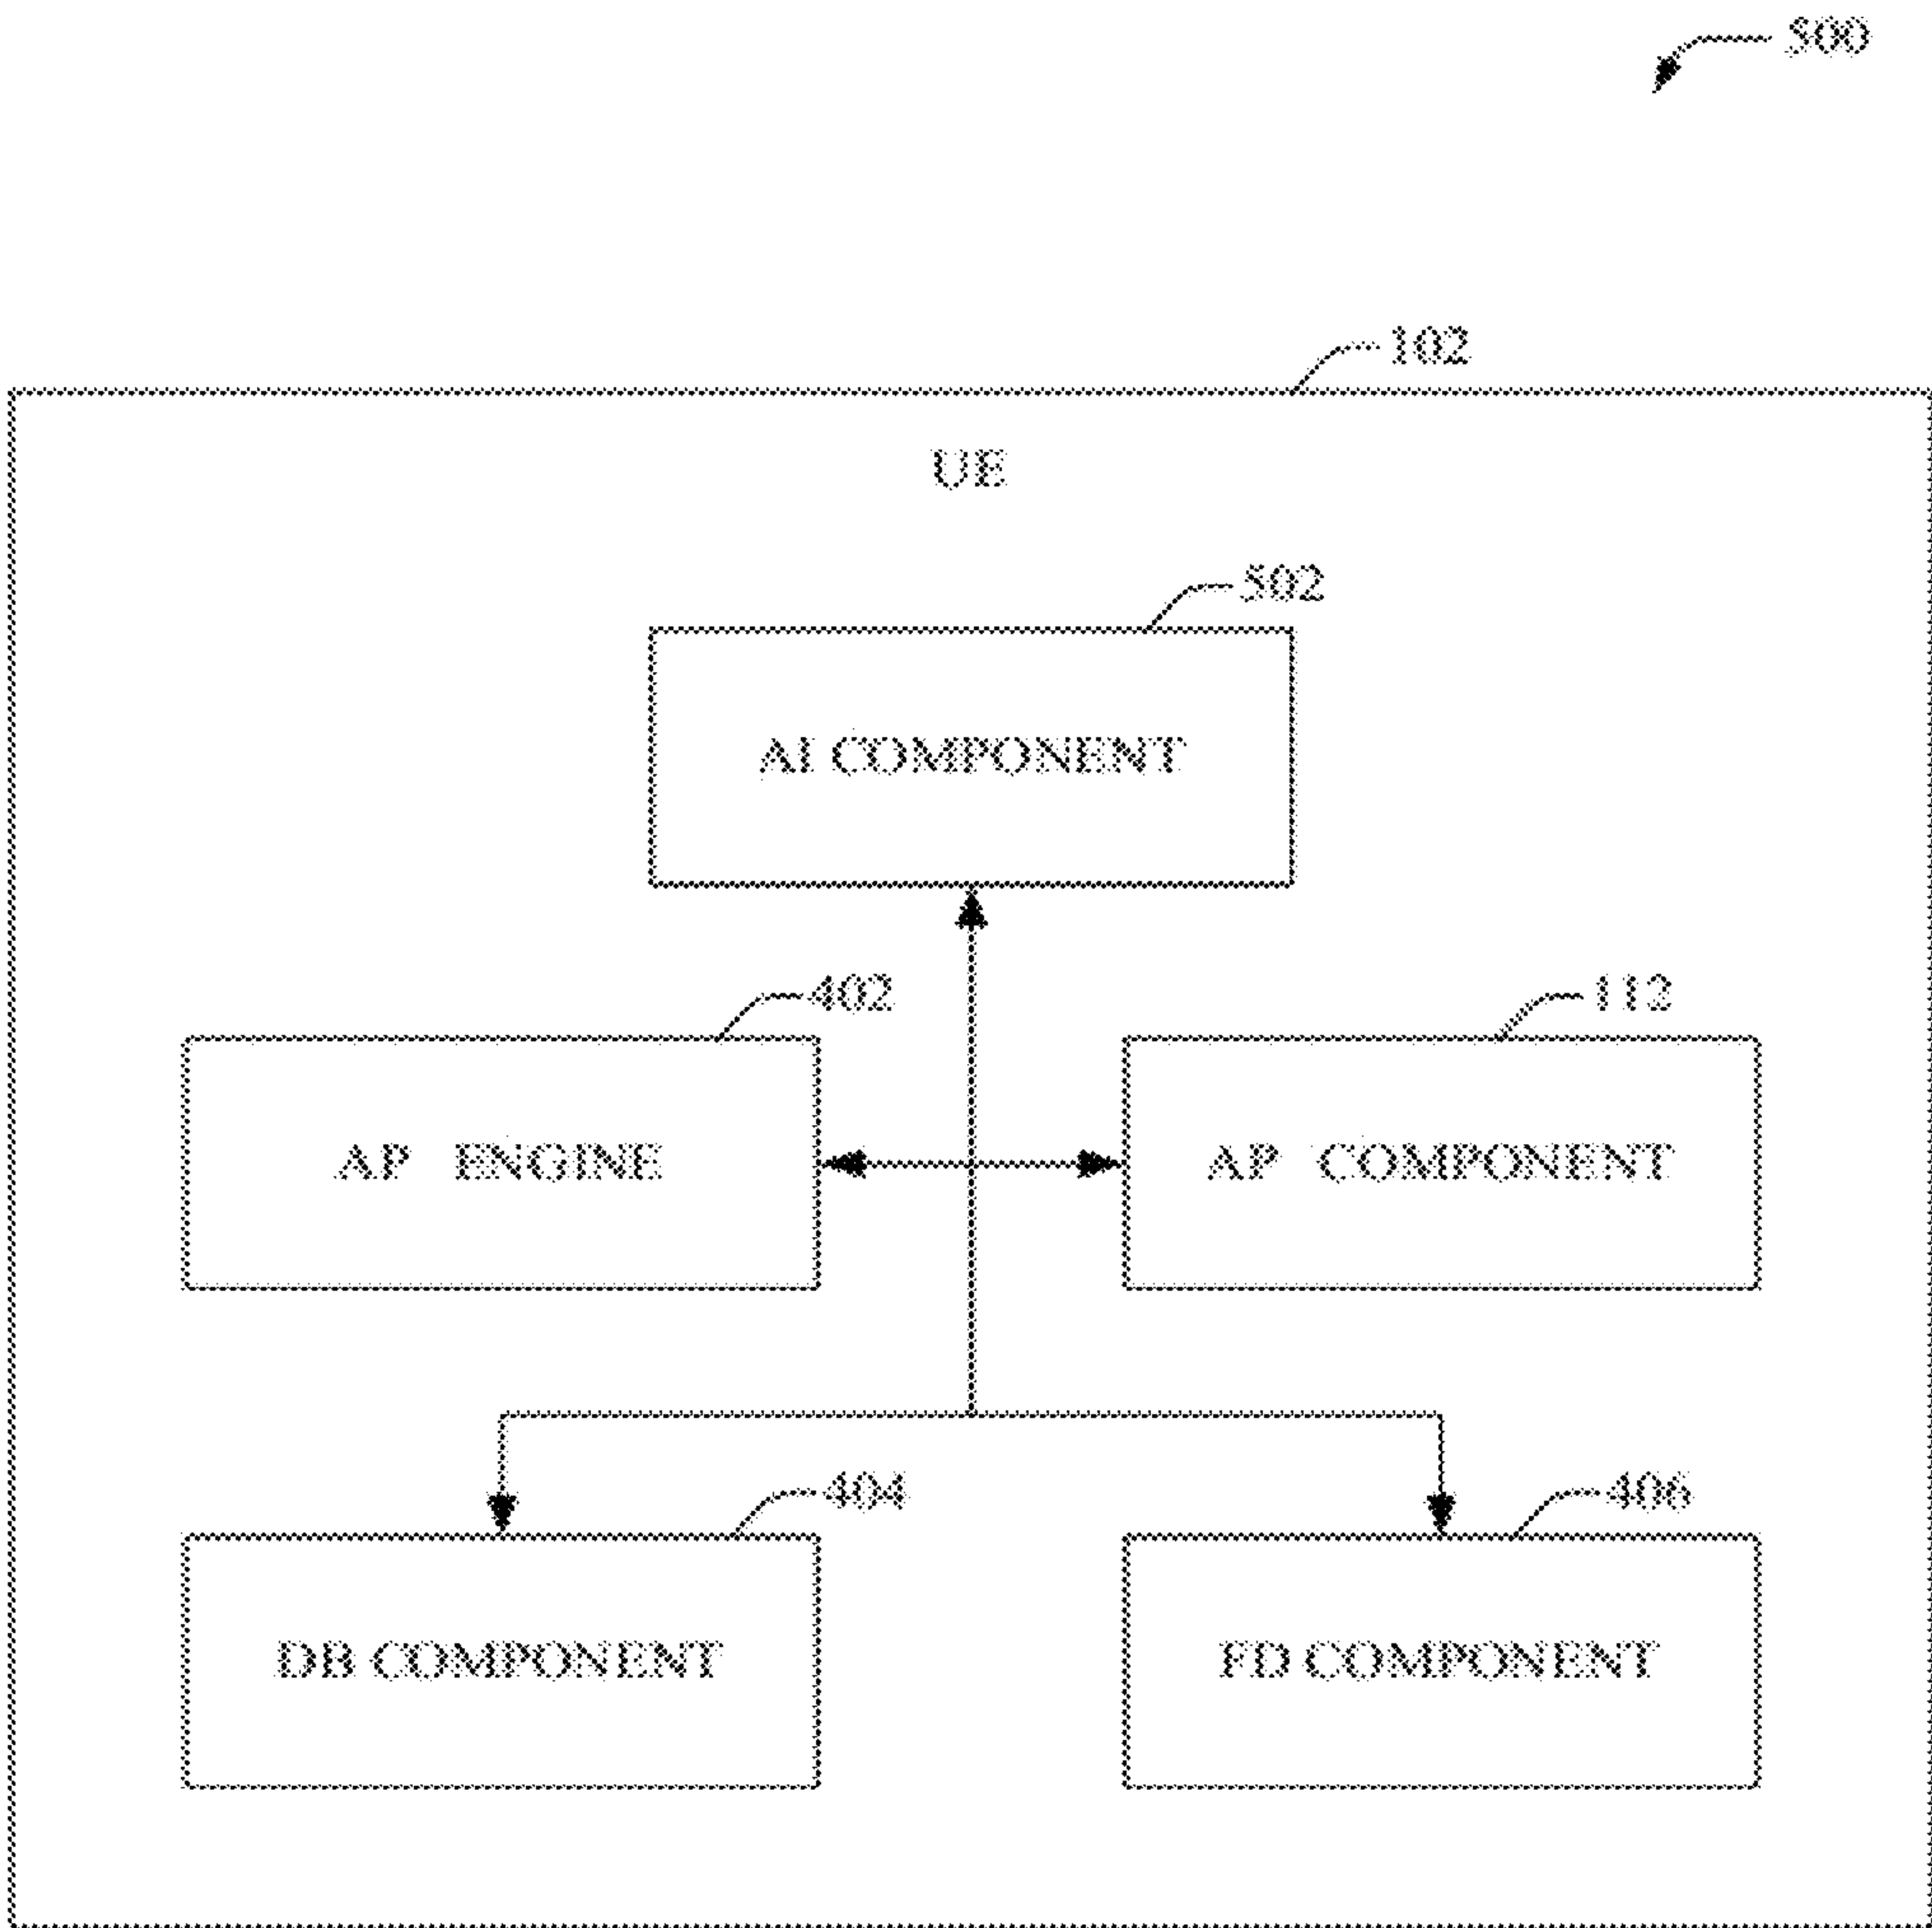 500
102
UE
502
AI COMPONENT
402
112
AP ENGINE
AP COMPONENT
404
406
DB COMPONENT
FD COMPONENT